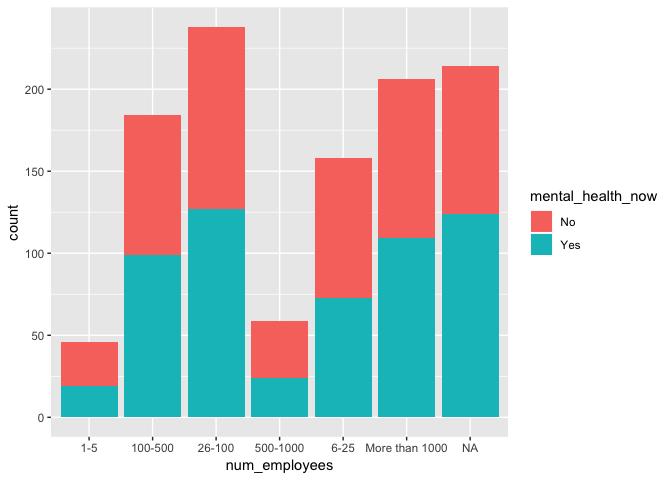 count
200
150
100
50
0
1-5 100-500 26-100 500-1000 6-25 More than 1000 NA
num_employees
mental_health_now
No
Yes